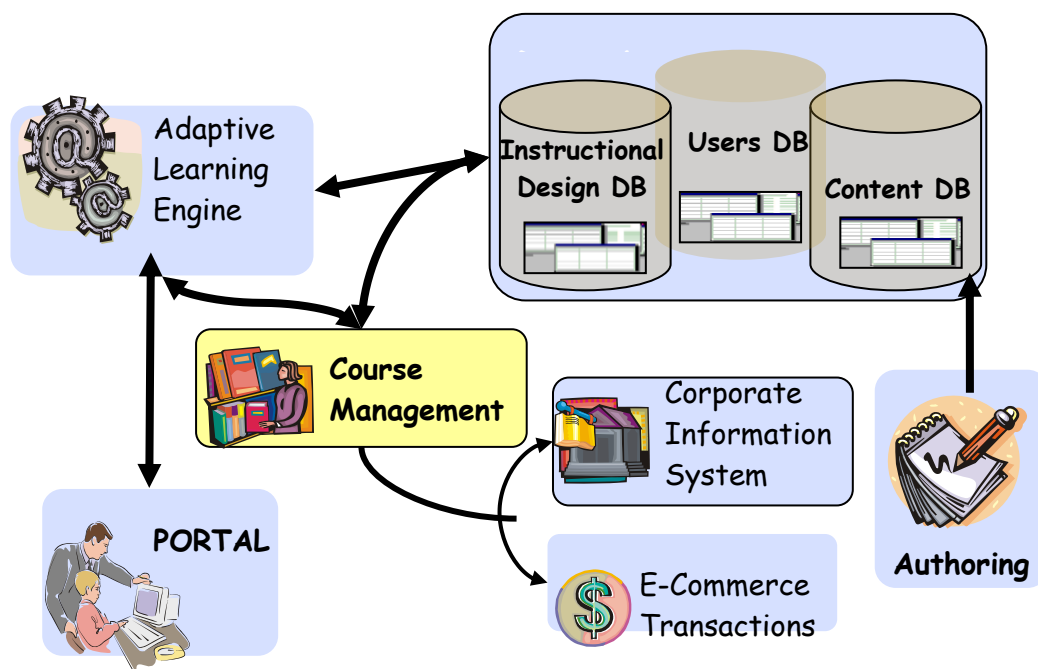 Adaptive
Learning
Engine
Instructional
Design DB
Users DB
Content DB
Course
Management
Corporate
Information
System
PORTAL
E-Commerce
Transactions
Authoring